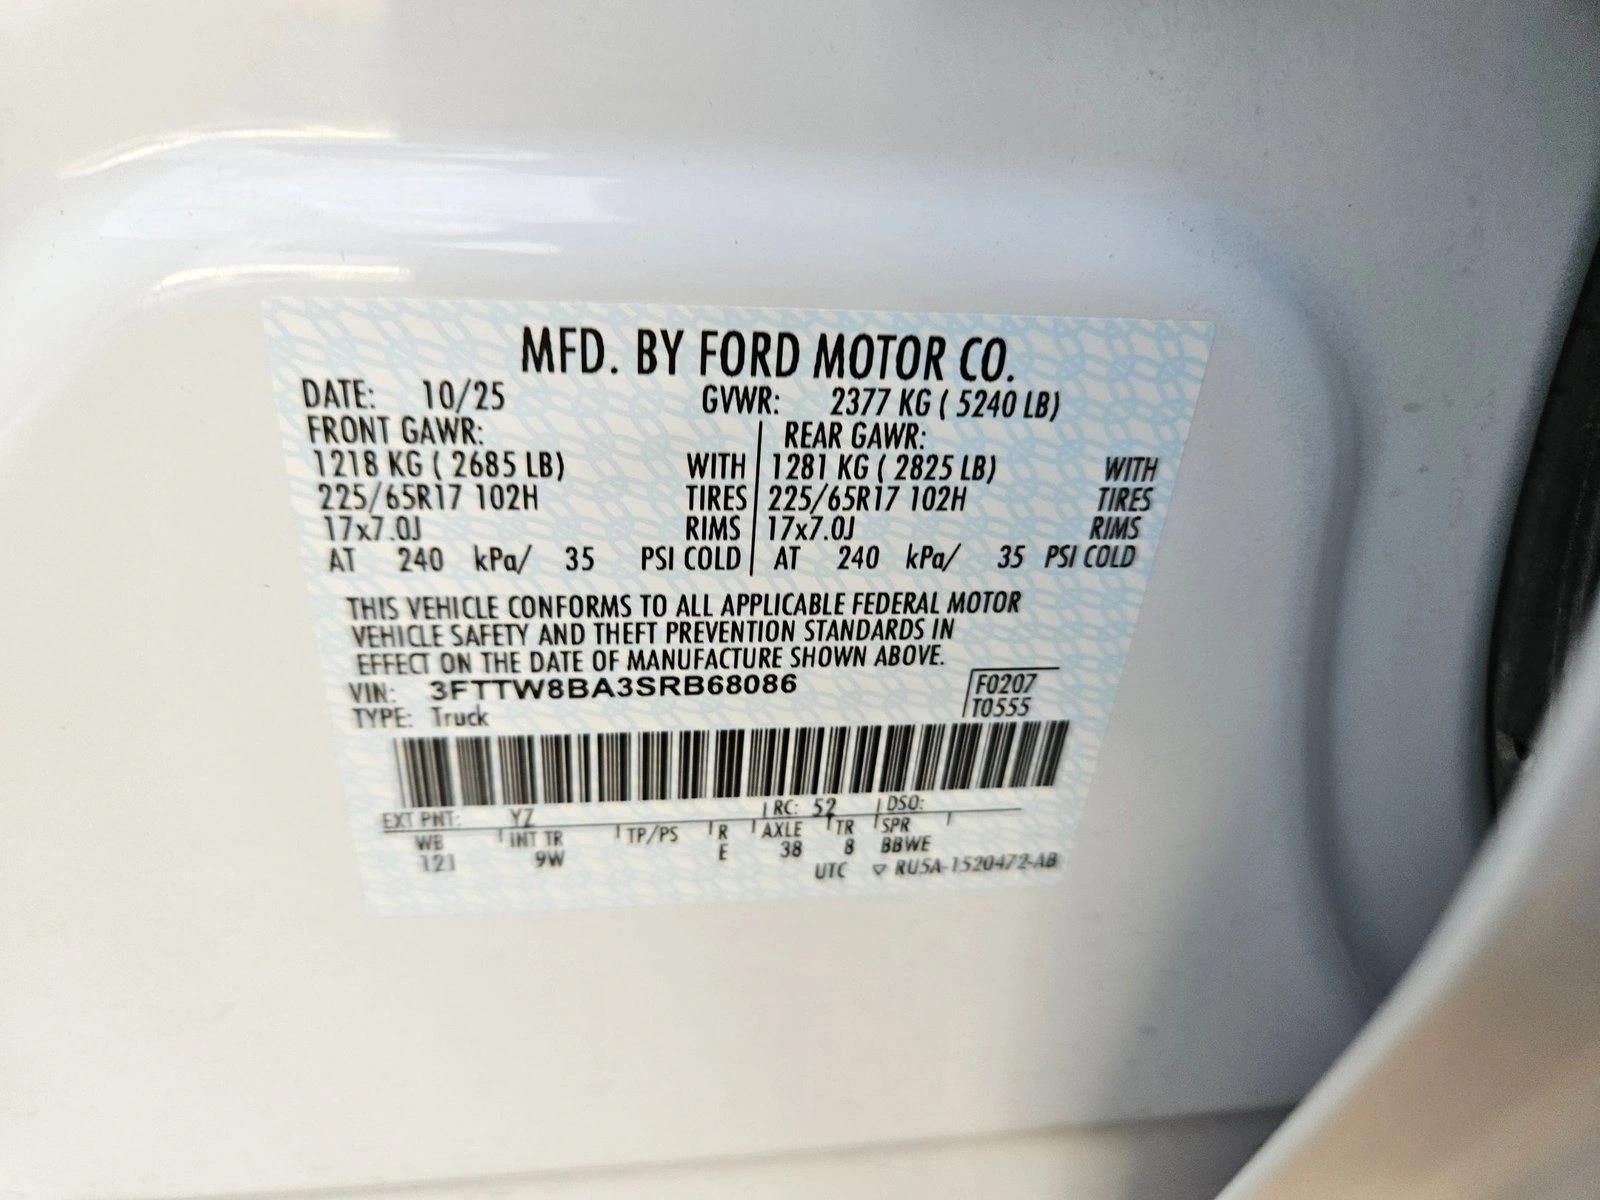 MFD. BY FORD MOTOR CO.
DATE: 10/25 GVWR: 2377 KG ( 5240 LB)
FRONT GAWR: REAR GAWR:
1218 KG ( 2685 LB) WITH 1281 KG ( 2825 LB) WITH
225/65R17 102H TIRES 225/65R17 102H TIRES
17x7.0J RIMS 17x7.0J RIMS
AT 240 kPa/ 35 PSI COLD AT 240 kPa/ 35 PSI COLD
THIS VEHICLE CONFORMS TO ALL APPLICABLE FEDERAL MOTOR
VEHICLE SAFETY AND THEFT PREVENTION STANDARDS IN
EFFECT ON THE DATE OF MANUFACTURE SHOWN ABOVE.
VIN: 3FTTW8BA3SRB68086 F0207
TYPE: Truck T0555
EXT PNT: YZ RC: 52 DSO:
WB INT TR TP/PS R AXLE TR SPR
121 9W E 38 8 BBWE
UTC ▽ RU5A-1520472-AB